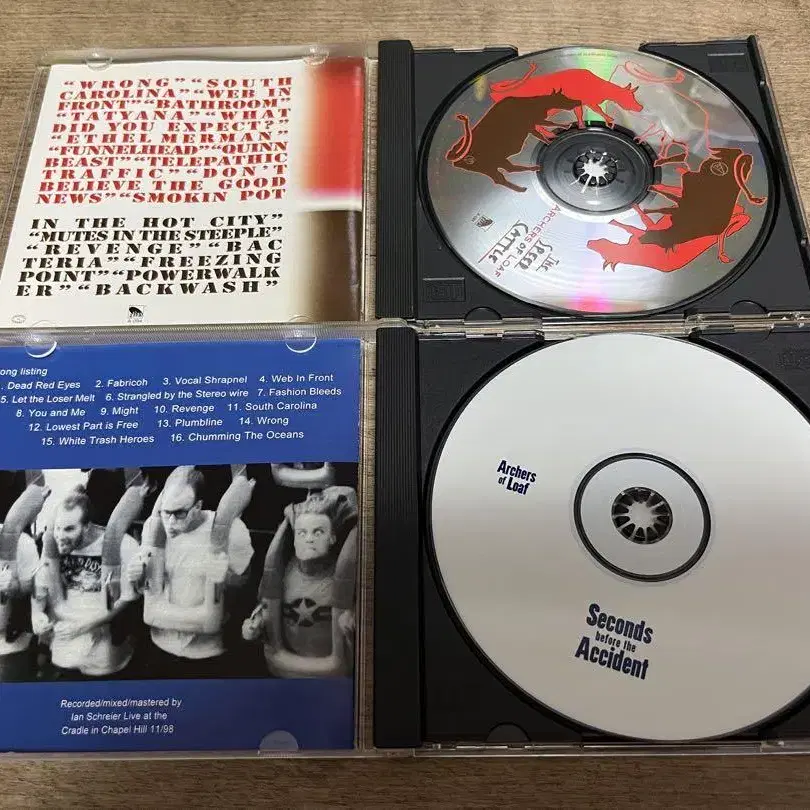 "WRONG" "SOUTH
CAROLINA" "WEB IN
FRONT" "BATHROOM"
"TATYANA" "WHAT
DID YOU EXPECT?"
"ETHEL MERMAN"
"FUNNELHEAD" "QUINN
BEAST" "TELEPATHIC
TRAFFIC" "DON'T
BELIEVE THE GOOD
NEWS" "SMOKIN POT
IN THE HOT CITY"
"MUTES IN THE STEEPLE"
"REVENGE" "BAC
TERIA" "FREEZING
POINT" "POWERWALK
ER" "BACKWASH"
ARCHERS OF LOAF
THE
SPEED
OF
CATTLE
ong listing
. Dead Red Eyes 2. Fabricoh 3. Vocal Shrapnel 4. Web In Front
5. Let the Loser Melt 6. Strangled by the Stereo wire 7. Fashion Bleeds
8. You and Me 9. Might 10. Revenge 11. South Carolina
12. Lowest Part is Free 13. Plumbline 14. Wrong
15. White Trash Heroes 16. Chumming The Oceans
Recorded/mixed/mastered by
Ian Schreier Live at the
Cradle in Chapel Hill 11/98
Archers
of Loaf
Seconds
before the
Accident